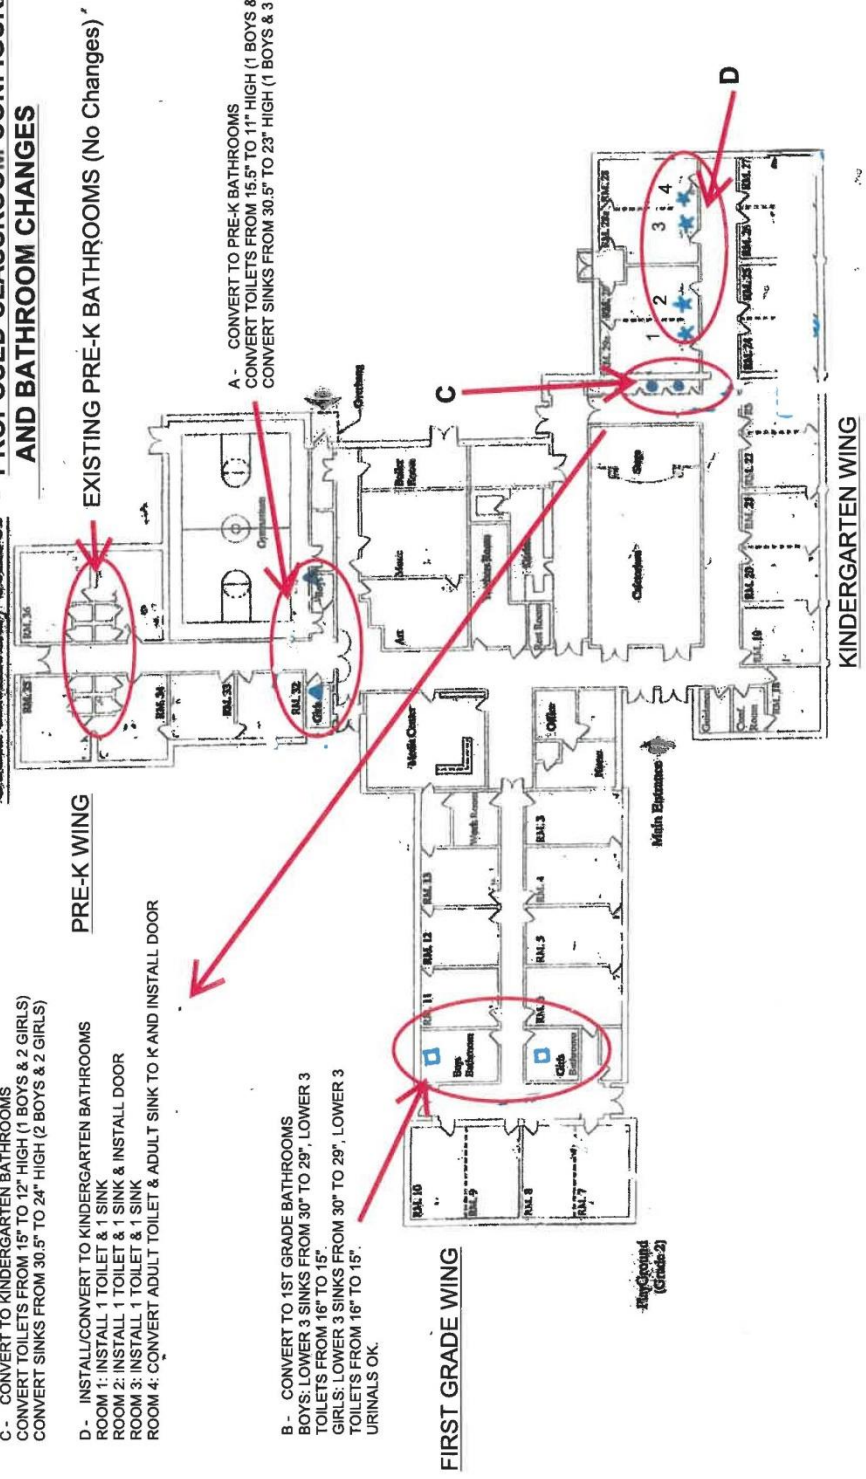 AND BATHROOM CHANGES
EXISTING PRE-K BATHROOMS (No Changes)
A - CONVERT TO PRE-K BATHROOMS
CONVERT TOILETS FROM 15.5" TO 11" HIGH (1 BOYS &
CONVERT SINKS FROM 30.5" TO 23" HIGH (1 BOYS & 3
C - CONVERT TO KINDERGARTEN BATHROOMS
CONVERT TOILETS FROM 15" TO 12" HIGH (1 BOYS & 2 GIRLS)
CONVERT SINKS FROM 30.5" TO 24" HIGH (2 BOYS & 2 GIRLS)
D - INSTALL/CONVERT TO KINDERGARTEN BATHROOMS
ROOM 1: INSTALL 1 TOILET & 1 SINK
ROOM 2: INSTALL 1 TOILET & 1 SINK & INSTALL DOOR
ROOM 3: INSTALL 1 TOILET & 1 SINK
ROOM 4: CONVERT ADULT TOILET & ADULT SINK TO K AND INSTALL DOOR
B - CONVERT TO 1ST GRADE BATHROOMS
BOYS: LOWER 3 SINKS FROM 30" TO 29", LOWER 3
TOILETS FROM 16" TO 15".
GIRLS: LOWER 3 SINKS FROM 30" TO 29", LOWER 3
TOILETS FROM 16" TO 15".
URINALS OK.
PRE-K WING
FIRST GRADE WING
KINDERGARTEN WING
C
D
1
2
3
4
RM. 36
RM. 35
RM. 34
RM. 33
RM. 32
Girls
Gymnasium
Overhang
Boiler
Room
Music
Art
Media Center
Rest Room
Cafetorium
Stage
Office
Nurse
Work Room
Main Entrance
Conf.
Room
RM. 13
RM. 12
RM. 11
RM. 10
RM. 9
RM. 8
RM. 7
RM. 5
RM. 4
RM. 3
Boys
Bathroom
Girls
Bathroom
PlayGround
(Grade 2)
RM. 18
RM. 19
RM. 20
RM. 21
RM. 22
RM. 24
RM. 25
RM. 26
RM. 27
RM. 28